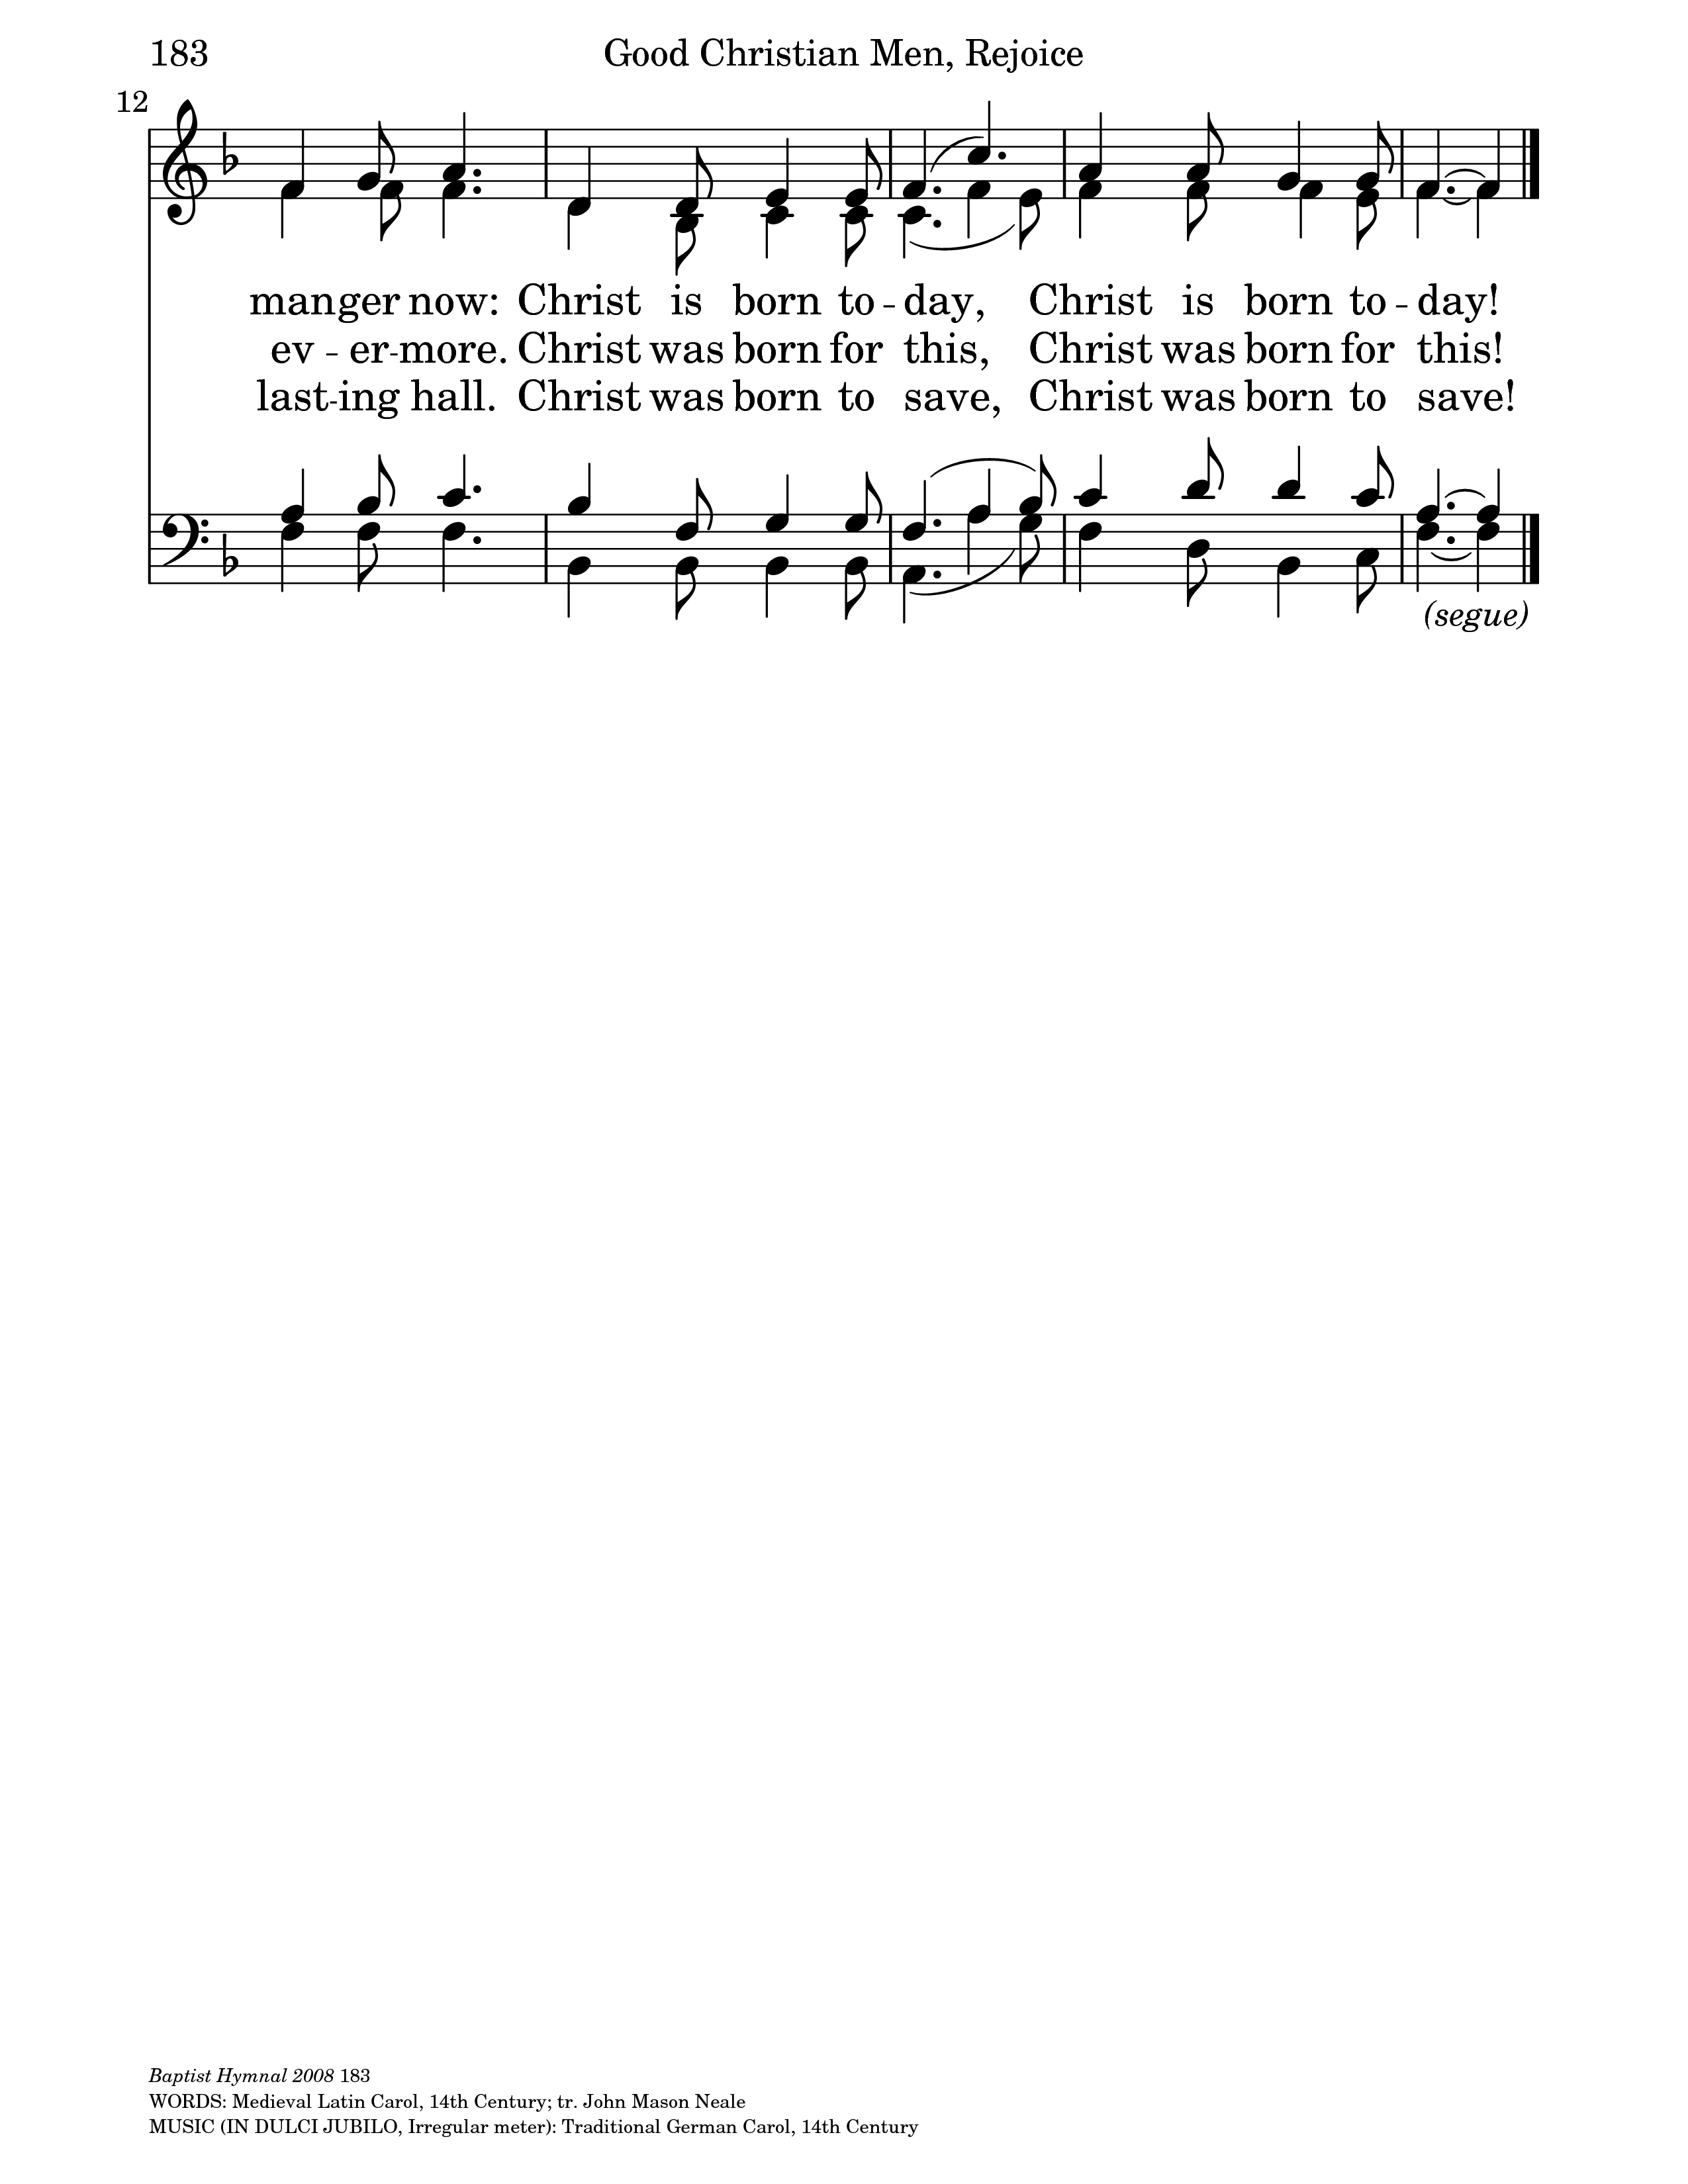 183 Good Christian Men, Rejoice
12
manger now: Christ is born to - day, Christ is born to - day!
ev - er - more. Christ was born for this, Christ was born for this!
last - ing hall. Christ was born to save, Christ was born to save!
(segue)
Baptist Hymnal 2008 183
WORDS: Medieval Latin Carol, 14th Century; tr. John Mason Neale
MUSIC (IN DULCI JUBILO, Irregular meter): Traditional German Carol, 14th Century